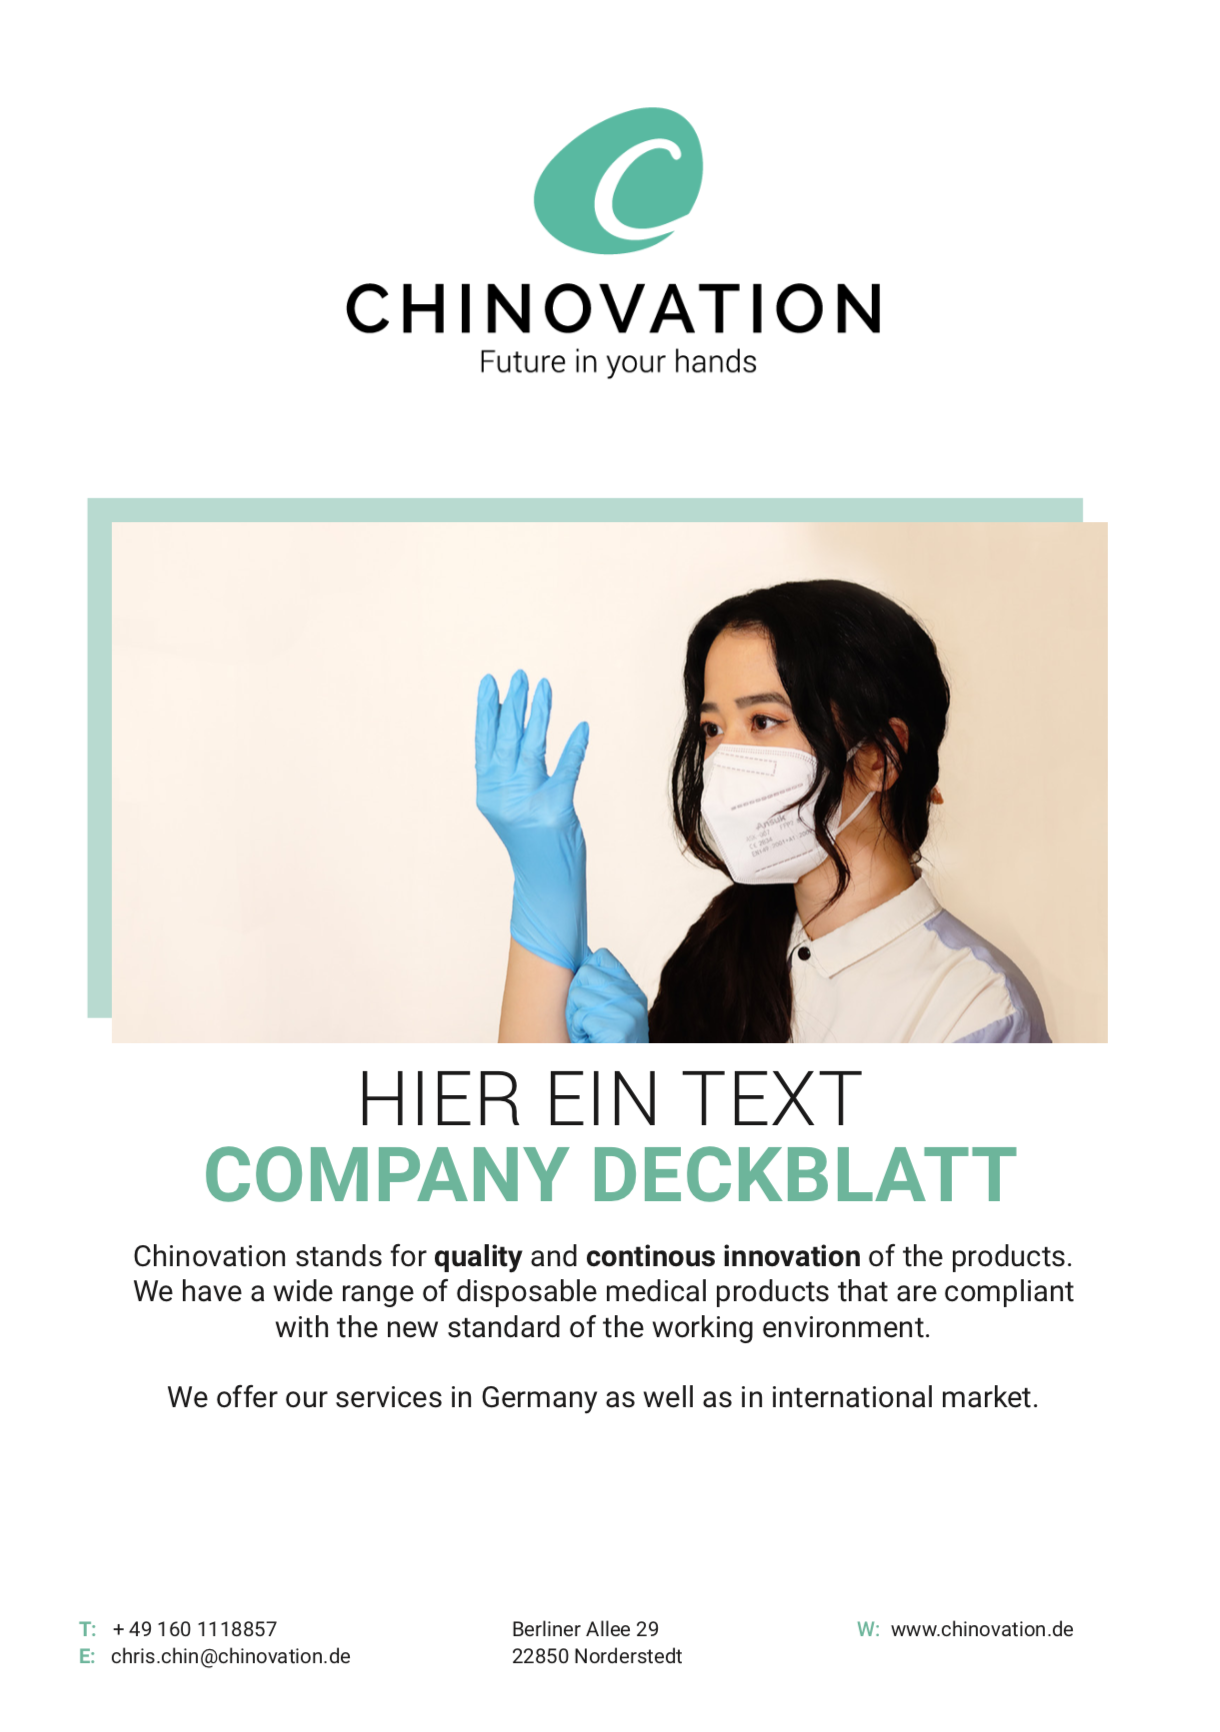 C
CHINOVATION
Future in your hands
HIER EIN TEXT
COMPANY DECKBLATT
Chinovation stands for quality and continous innovation of the products.
We have a wide range of disposable medical products that are compliant
with the new standard of the working environment.
We offer our services in Germany as well as in international market.
T: + 49 160 1118857
E: chris.chin@chinovation.de
Berliner Allee 29
22850 Norderstedt
W: www.chinovation.de